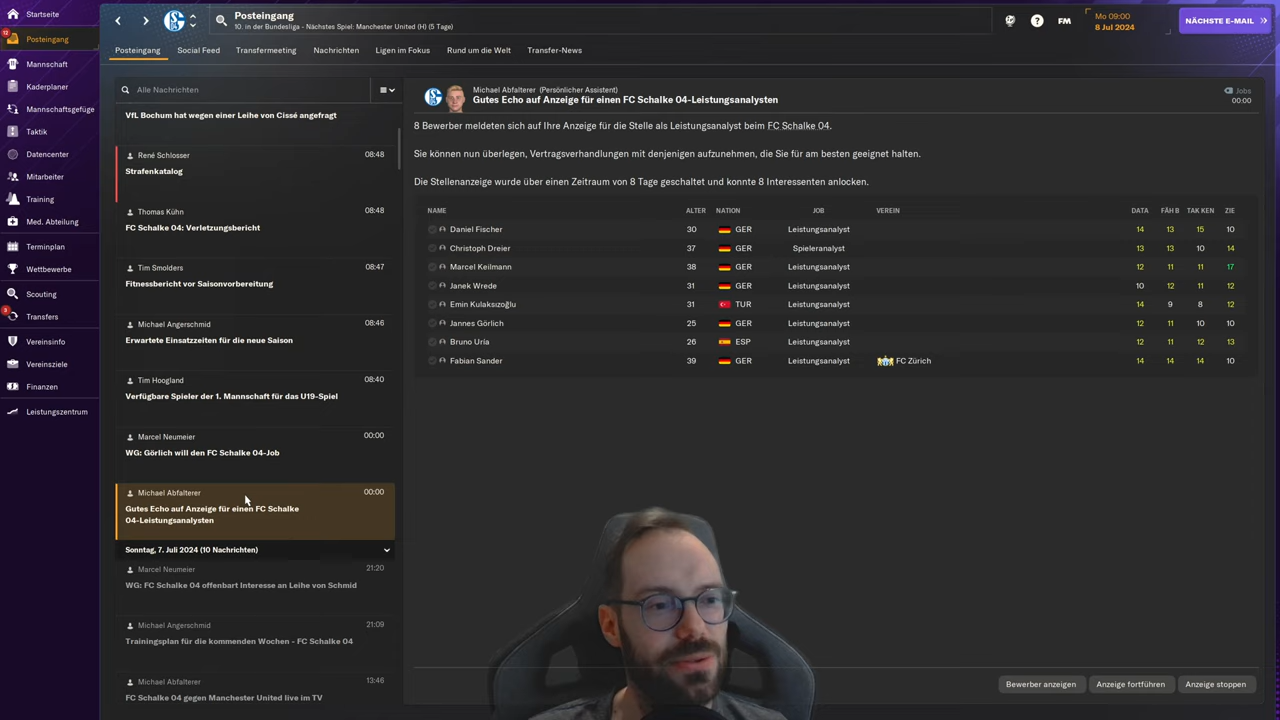 Startseite
12
Posteingang
Mannschaft
Kaderplaner
Mannschaftsgefüge
Taktik
Datencenter
Mitarbeiter
Training
Med. Abteilung
Terminplan
Wettbewerbe
Scouting
3
Transfers
Vereinsinfo
Vereinsziele
Finanzen
Leistungszentrum
Posteingang
10. in der Bundesliga - Nächstes Spiel: Manchester United (H) (5 Tage)
?
FM
Mo 09:00
8 Jul 2024
NÄCHSTE E-MAIL
Posteingang Social Feed Transfermeeting Nachrichten Ligen im Fokus Rund um die Welt Transfer-News
Alle Nachrichten
VfL Bochum hat wegen einer Leihe von Cissé angefragt
René Schlosser 08:48
Strafenkatalog
Thomas Kühn 08:48
FC Schalke 04: Verletzungsbericht
Tim Smolders 08:47
Fitnessbericht vor Saisonvorbereitung
Michael Angerschmid 08:46
Erwartete Einsatzzeiten für die neue Saison
Tim Hoogland 08:40
Verfügbare Spieler der 1. Mannschaft für das U19-Spiel
Marcel Neumeier 00:00
WG: Görlich will den FC Schalke 04-Job
Michael Abfalterer 00:00
Gutes Echo auf Anzeige für einen FC Schalke
04-Leistungsanalysten
Sonntag, 7. Juli 2024 (10 Nachrichten)
Marcel Neumeier 21:20
WG: FC Schalke 04 offenbart Interesse an Leihe von Schmid
Michael Angerschmid 21:09
Trainingsplan für die kommenden Wochen - FC Schalke 04
Michael Abfalterer 13:46
FC Schalke 04 gegen Manchester United live im TV
Michael Abfalterer (Persönlicher Assistent)
Gutes Echo auf Anzeige für einen FC Schalke 04-Leistungsanalysten
Jobs
00:00
8 Bewerber meldeten sich auf Ihre Anzeige für die Stelle als Leistungsanalyst beim FC Schalke 04.
Sie können nun überlegen, Vertragsverhandlungen mit denjenigen aufzunehmen, die Sie für am besten geeignet halten.
Die Stellenanzeige wurde über einen Zeitraum von 8 Tage geschaltet und konnte 8 Interessenten anlocken.
NAME ALTER NATION JOB VEREIN DATA FÄH B TAK KEN ZIE
Daniel Fischer 30 GER Leistungsanalyst 14 13 15 10
Christoph Dreier 37 GER Spieleranalyst 13 13 10 14
Marcel Keilmann 38 GER Leistungsanalyst 12 11 11 17
Janek Wrede 31 GER Leistungsanalyst 10 12 11 12
Emin Kulaksızoğlu 31 TUR Leistungsanalyst 14 9 8 12
Jannes Görlich 25 GER Leistungsanalyst 12 11 10 10
Bruno Uría 26 ESP Leistungsanalyst 12 11 12 13
Fabian Sander 39 GER Leistungsanalyst FC Zürich 14 14 14 10
Bewerber anzeigen Anzeige fortführen Anzeige stoppen